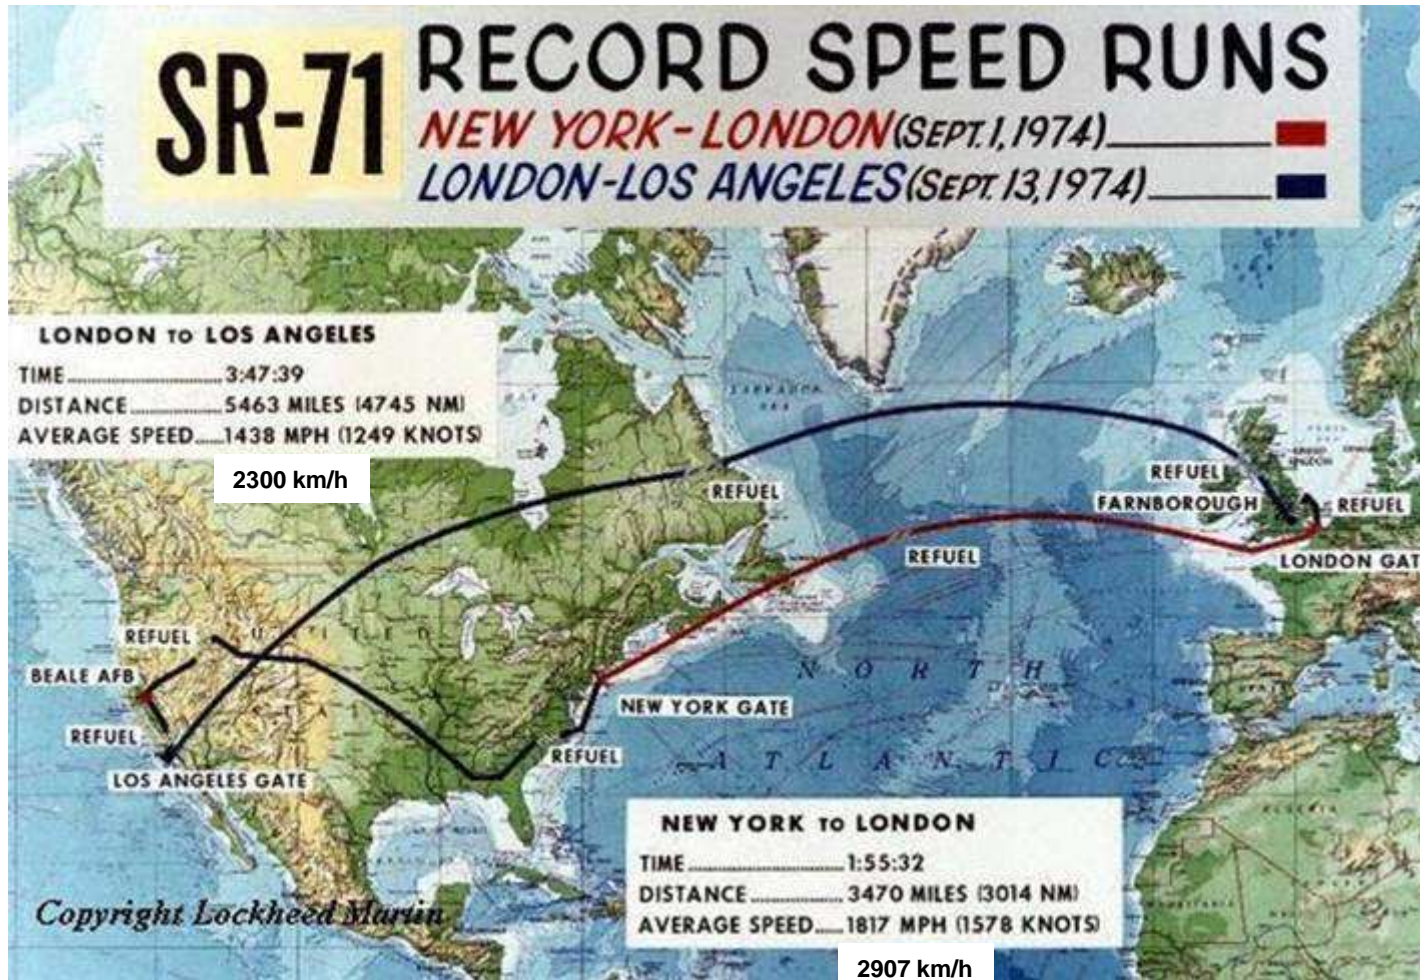 SR-71
RECORD SPEED RUNS
NEW YORK-LONDON (SEPT. 1, 1974)
LONDON-LOS ANGELES (SEPT. 13, 1974)
LONDON TO LOS ANGELES
TIME 3:47:39
DISTANCE 5463 MILES (4745 NM)
AVERAGE SPEED 1438 MPH (1249 KNOTS)
2300 km/h
LABRADOR
SEA
REFUEL
REFUEL
FARNBOROUGH
REFUEL
REFUEL
LONDON GAT
REFUEL
UNITED
BEALE AFB
NORTH
NEW YORK GATE
REFUEL
REFUEL
LOS ANGELES GATE
ATLANTIC
NEW YORK TO LONDON
TIME 1:55:32
DISTANCE 3470 MILES (3014 NM)
AVERAGE SPEED 1817 MPH (1578 KNOTS)
2907 km/h
Copyright Lockheed Martin